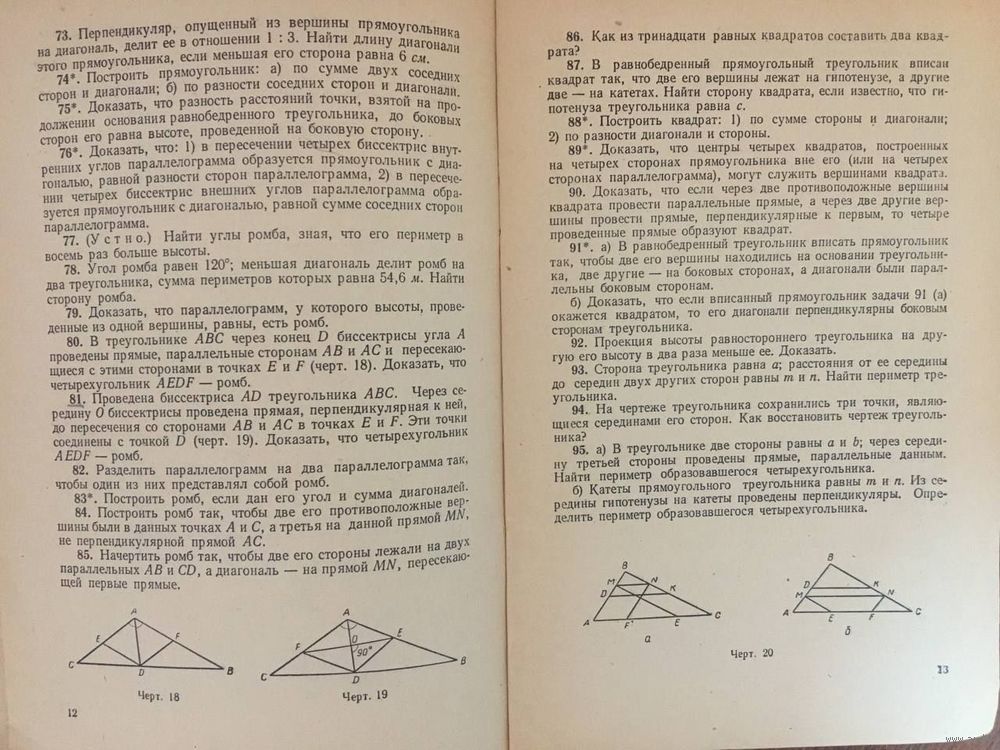 73. Перпендикуляр, опущенный из вершины прямоугольника
на диагональ, делит ее в отношении 1 : 3. Найти длину диагонали
этого прямоугольника, если меньшая его сторона равна 6 см.
74*. Построить прямоугольник: а) по сумме двух соседних
сторон и диагонали; б) по разности соседних сторон и диагонали.
75*. Доказать, что разность расстояний точки, взятой на про-
должении основания равнобедренного треугольника, до боковых
сторон его равна высоте, проведенной на боковую сторону.
76*. Доказать, что: 1) в пересечении четырех биссектрис внут-
ренних углов параллелограмма образуется прямоугольник с диа-
гональю, равной разности сторон параллелограмма, 2) в пересече-
нии четырех биссектрис внешних углов параллелограмма обра-
зуется прямоугольник с диагональю, равной сумме соседних сторон
параллелограмма.
77. (Устно.) Найти углы ромба, зная, что его периметр в
восемь раз больше высоты.
78. Угол ромба равен 120°; меньшая диагональ делит ромб на
два треугольника, сумма периметров которых равна 54,6 м. Найти
сторону ромба.
79. Доказать, что параллелограмм, у которого высоты, прове-
денные из одной вершины, равны, есть ромб.
80. В треугольнике ABC через конец D биссектрисы угла A
проведены прямые, параллельные сторонам AB и AC и пересекаю-
щиеся с этими сторонами в точках E и F (черт. 18). Доказать, что
четырехугольник AEDF — ромб.
81. Проведена биссектриса AD треугольника ABC. Через се-
редину O биссектрисы проведена прямая, перпендикулярная к ней,
до пересечения со сторонами AB и AC в точках E и F. Эти точки
соединены с точкой D (черт. 19). Доказать, что четырехугольник
AEDF — ромб.
82. Разделить параллелограмм на два параллелограмма так,
чтобы один из них представлял собой ромб.
83*. Построить ромб, если дан его угол и сумма диагоналей.
84. Построить ромб так, чтобы две его противоположные вер-
шины были в данных точках A и C, а третья на данной прямой MN,
не перпендикулярной прямой AC.
85. Начертить ромб так, чтобы две его стороны лежали на двух
параллельных AB и CD, а диагональ — на прямой MN, пересекаю-
щей первые прямые.
A
E
F
C
D
B
Черт. 18
A
F
O
E
90°
C
D
B
Черт. 19
12
86. Как из тринадцати равных квадратов составить два квад-
рата?
87. В равнобедренный прямоугольный треугольник вписан
квадрат так, что две его вершины лежат на гипотенузе, а другие
две — на катетах. Найти сторону квадрата, если известно, что ги-
потенуза треугольника равна c.
88*. Построить квадрат: 1) по сумме стороны и диагонали;
2) по разности диагонали и стороны.
89*. Доказать, что центры четырех квадратов, построенных
на четырех сторонах прямоугольника вне его (или на четырех
сторонах параллелограмма), могут служить вершинами квадрата.
90. Доказать, что если через две противоположные вершины
квадрата провести параллельные прямые, а через две другие вер-
шины провести прямые, перпендикулярные к первым, то четыре
проведенные прямые образуют квадрат.
91*. а) В равнобедренный треугольник вписать прямоугольник
так, чтобы две его вершины находились на основании треугольни-
ка, две другие — на боковых сторонах, а диагонали были парал-
лельны боковым сторонам.
б) Доказать, что если вписанный прямоугольник задачи 91 (а)
окажется квадратом, то его диагонали перпендикулярны боковым
сторонам треугольника.
92. Проекция высоты равностороннего треугольника на дру-
гую его высоту в два раза меньше ее. Доказать.
93. Сторона треугольника равна a; расстояния от ее середины
до середин двух других сторон равны m и n. Найти периметр тре-
угольника.
94. На чертеже треугольника сохранились три точки, являю-
щиеся серединами его сторон. Как восстановить чертеж треуголь-
ника?
95. а) В треугольнике две стороны равны a и b; через середи-
ну третьей стороны проведены прямые, параллельные данным.
Найти периметр образовавшегося четырехугольника.
б) Катеты прямоугольного треугольника равны m и n. Из се-
редины гипотенузы на катеты проведены перпендикуляры. Опре-
делить периметр образовавшегося четырехугольника.
B
M
N
D
K
A
F
E
C
а
B
D
K
M
N
A
E
F
C
б
Черт. 20
13